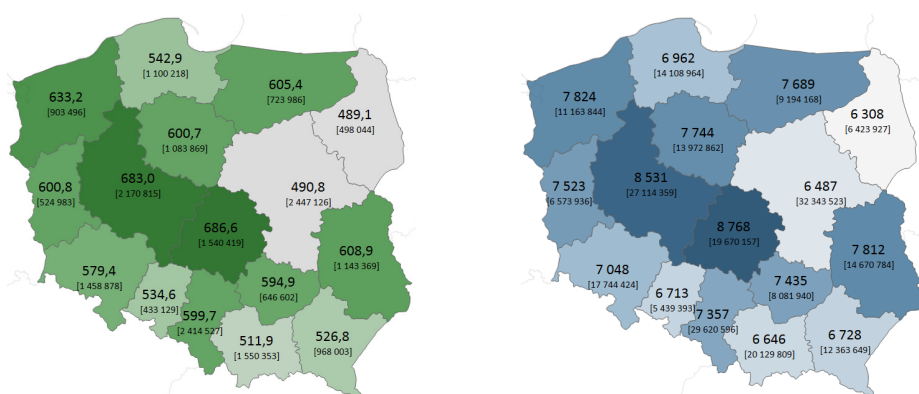 542,9
[1 100 218]
605,4
[723 986]
633,2
[903 496]
489,1
[498 044]
600,7
[1 083 869]
683,0
[2 170 815]
600,8
[524 983]
490,8
[2 447 126]
686,6
[1 540 419]
608,9
[1 143 369]
579,4
[1 458 878]
594,9
[646 602]
534,6
[433 129]
599,7
[2 414 527]
511,9
[1 550 353]
526,8
[968 003]
6 962
[14 108 964]
7 689
[9 194 168]
7 824
[11 163 844]
6 308
[6 423 927]
7 744
[13 972 862]
8 531
[27 114 359]
7 523
[6 573 936]
6 487
[32 343 523]
8 768
[19 670 157]
7 812
[14 670 784]
7 048
[17 744 424]
7 435
[8 081 940]
6 713
[5 439 393]
7 357
[29 620 596]
6 646
[20 129 809]
6 728
[12 363 649]